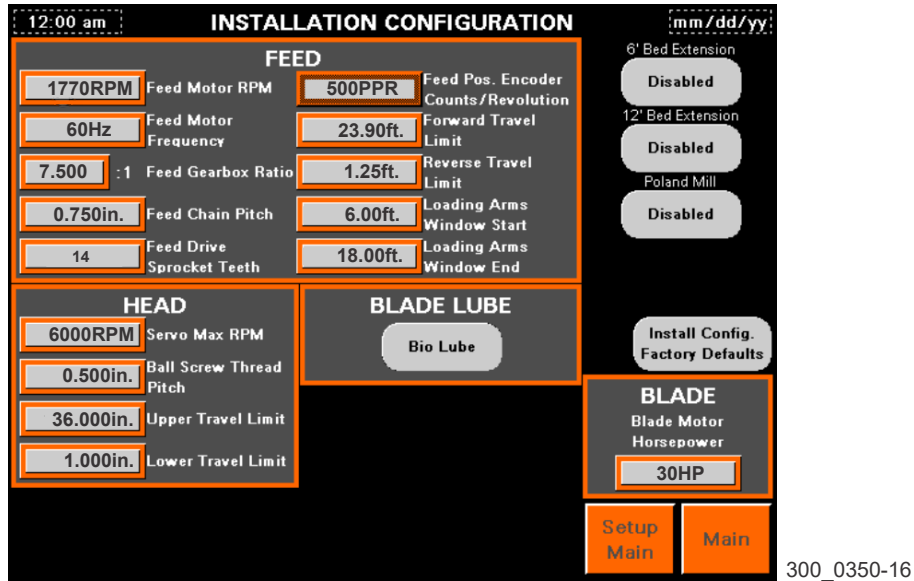 12:00 am
INSTALLATION CONFIGURATION
mm/dd/yy
FEED
1770RPM Feed Motor RPM
60Hz Feed Motor
Frequency
7.500 :1 Feed Gearbox Ratio
0.750in. Feed Chain Pitch
14 Feed Drive
Sprocket Teeth
500PPR Feed Pos. Encoder
Counts/Revolution
23.90ft. Forward Travel
Limit
1.25ft. Reverse Travel
Limit
6.00ft. Loading Arms
Window Start
18.00ft. Loading Arms
Window End
6' Bed Extension
Disabled
12' Bed Extension
Disabled
Poland Mill
Disabled
HEAD
6000RPM Servo Max RPM
0.500in. Ball Screw Thread
Pitch
36.000in. Upper Travel Limit
1.000in. Lower Travel Limit
BLADE LUBE
Bio Lube
Install Config.
Factory Defaults
BLADE
Blade Motor
Horsepower
30HP
Setup
Main
Main
300_0350-16